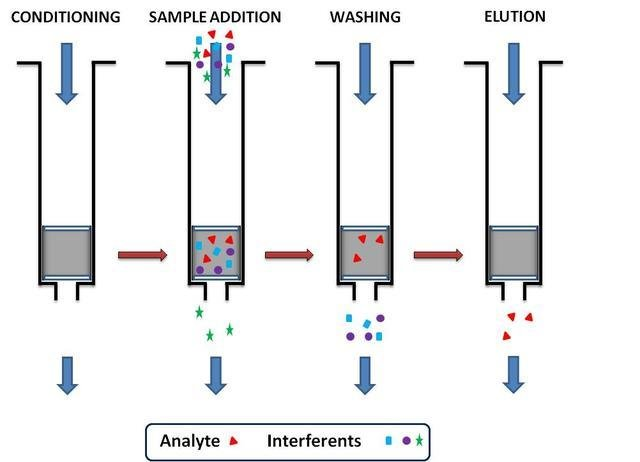 CONDITIONING SAMPLE ADDITION WASHING ELUTION
Analyte Interferents